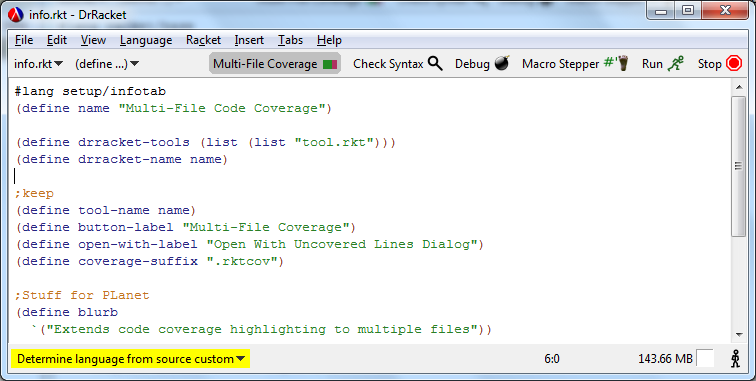 info.rkt - DrRacket
File Edit View Language Racket Insert Tabs Help
info.rkt (define ...) Multi-File Coverage Check Syntax Debug Macro Stepper #' Run Stop
#lang setup/infotab
(define name "Multi-File Code Coverage")
(define drracket-tools (list (list "tool.rkt")))
(define drracket-name name)
;keep
(define tool-name name)
(define button-label "Multi-File Coverage")
(define open-with-label "Open With Uncovered Lines Dialog")
(define coverage-suffix ".rktcov")
;Stuff for PLanet
(define blurb
`("Extends code coverage highlighting to multiple files"))
Determine language from source custom 6:0 143.66 MB